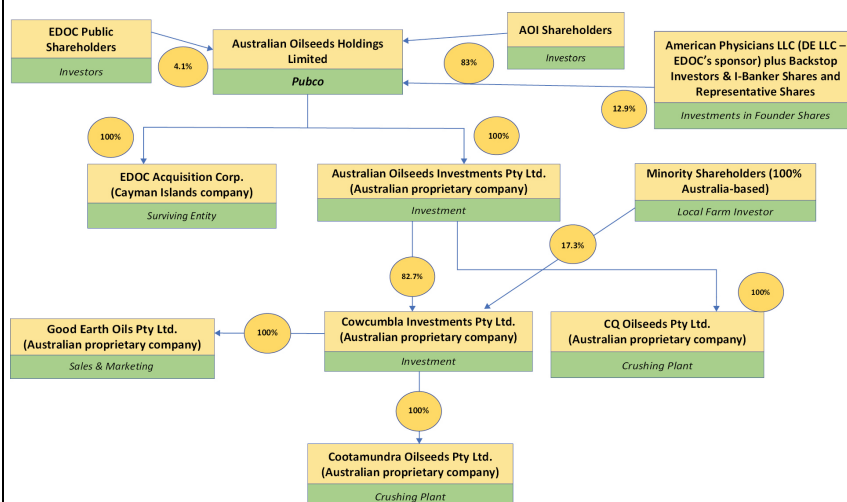 EDOC Public
Shareholders
Investors
4.1%
Australian Oilseeds Holdings
Limited
Pubco
AOI Shareholders
Investors
83%
American Physicians LLC (DE LLC –
EDOC's sponsor) plus Backstop
Investors & I-Banker Shares and
Representative Shares
Investments in Founder Shares
12.9%
100%
100%
EDOC Acquisition Corp.
(Cayman Islands company)
Surviving Entity
Australian Oilseeds Investments Pty Ltd.
(Australian proprietary company)
Investment
Minority Shareholders (100%
Australia-based)
Local Farm Investor
17.3%
82.7%
100%
Good Earth Oils Pty Ltd.
(Australian proprietary company)
Sales & Marketing
100%
Cowcumbla Investments Pty Ltd.
(Australian proprietary company)
Investment
CQ Oilseeds Pty Ltd.
(Australian proprietary company)
Crushing Plant
100%
Cootamundra Oilseeds Pty Ltd.
(Australian proprietary company)
Crushing Plant